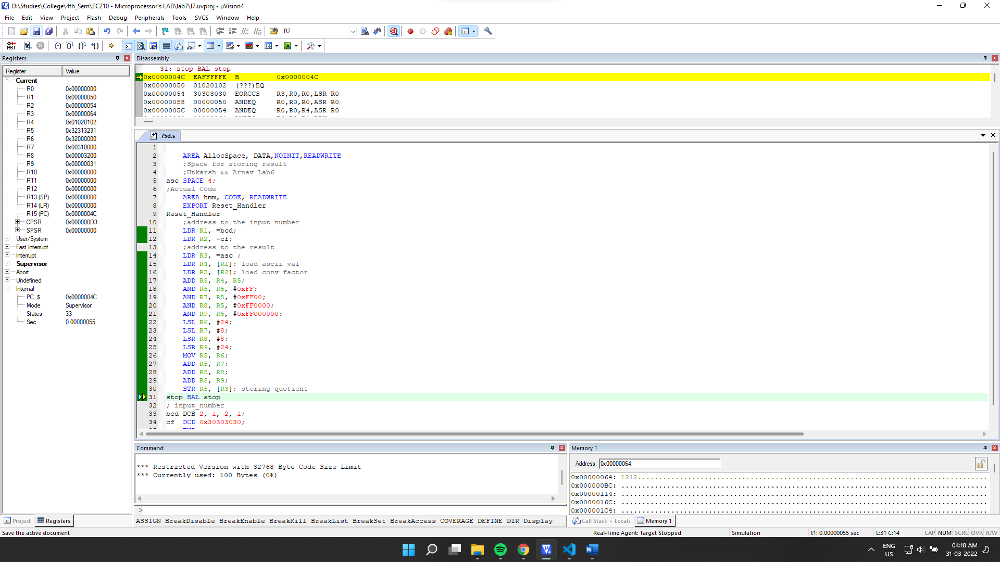 D:\Studies\College\4th_Sem\EC210 - Microprocessor's LAB\lab7\l7.uvproj - µVision4
File Edit View Project Flash Debug Peripherals Tools SVCS Window Help
R7
Registers
Register Value
Current
R0 0x00000000
R1 0x00000050
R2 0x00000054
R3 0x00000064
R4 0x01020102
R5 0x32313231
R6 0x32000000
R7 0x00310000
R8 0x00003200
R9 0x00000031
R10 0x00000000
R11 0x00000000
R12 0x00000000
R13 (SP) 0x00000000
R14 (LR) 0x00000000
R15 (PC) 0x0000004C
CPSR 0x000000D3
SPSR 0x00000000
User/System
Fast Interrupt
Interrupt
Supervisor
Abort
Undefined
Internal
PC $ 0x0000004C
Mode Supervisor
States 33
Sec 0.00000055
Project Registers
Disassembly
31: stop BAL stop
0x0000004C EAFFFFFE B 0x0000004C
0x00000050 01020102 (???)EQ
0x00000054 30303030 EORCCS R3,R0,R0,LSR R0
0x00000058 00000050 ANDEQ R0,R0,R0,ASR R0
0x0000005C 00000054 ANDEQ R0,R0,R4,ASR R0
75d.s
1
2 AREA AllocSpace, DATA,NOINIT,READWRITE
3 ;Space for storing result
4 ;Utkarsh && Arnav Lab6
5 asc SPACE 4;
6 ;Actual Code
7 AREA hmm, CODE, READWRITE
8 EXPORT Reset_Handler
9 Reset_Handler
10 ;address to the input number
11 LDR R1, =bcd;
12 LDR R2, =cf;
13 ;address to the result
14 LDR R3, =asc ;
15 LDR R4, [R1]; load ascii val
16 LDR R5, [R2]; load conv factor
17 ADD R5, R4, R5;
18 AND R6, R5, #0xFF;
19 AND R7, R5, #0xFF00;
20 AND R8, R5, #0xFF0000;
21 AND R9, R5, #0xFF000000;
22 LSL R6, #24;
23 LSL R7, #8;
24 LSR R8, #8;
25 LSR R9, #24;
26 MOV R5, R6;
27 ADD R5, R7;
28 ADD R5, R8;
29 ADD R5, R9;
30 STR R5, [R3]; storing quotient
31 stop BAL stop
32 ; input_number
33 bcd DCB 2, 1, 2, 1;
34 cf DCD 0x30303030;
Command
*** Restricted Version with 32768 Byte Code Size Limit
*** Currently used: 100 Bytes (0%)
>
ASSIGN BreakDisable BreakEnable BreakKill BreakList BreakSet BreakAccess COVERAGE DEFINE DIR Display
Memory 1
Address: 0x00000064
0x00000064: 1212....................................................................................
0x000000BC: ........................................................................................
0x00000114: ........................................................................................
0x0000016C: ........................................................................................
0x000001C4: ........................................................................................
Call Stack + Locals Memory 1
Save the active document Real-Time Agent: Target Stopped Simulation t1: 0.00000055 sec L:31 C:14 CAP NUM SCRL OVR R/W
ENG
US
04:18 AM
31-03-2022